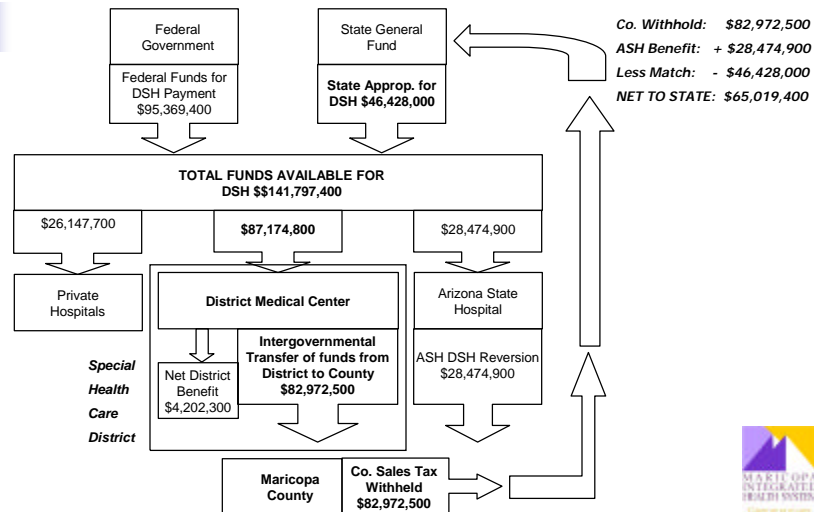 Federal
Government
State General
Fund
Co. Withhold: $82,972,500
ASH Benefit: + $28,474,900
Less Match: - $46,428,000
NET TO STATE: $65,019,400
Federal Funds for
DSH Payment
$95,369,400
State Approp. for
DSH $46,428,000
TOTAL FUNDS AVAILABLE FOR
DSH $$141,797,400
$26,147,700
$87,174,800
$28,474,900
Private
Hospitals
District Medical Center
Arizona State
Hospital
Special
Health
Care
District
Net District
Benefit
$4,202,300
Intergovernmental
Transfer of funds from
District to County
$82,972,500
ASH DSH Reversion
$28,474,900
Maricopa
County
Co. Sales Tax
Withheld
$82,972,500
MARICOPA
INTEGRATED
HEALTH SYSTEM